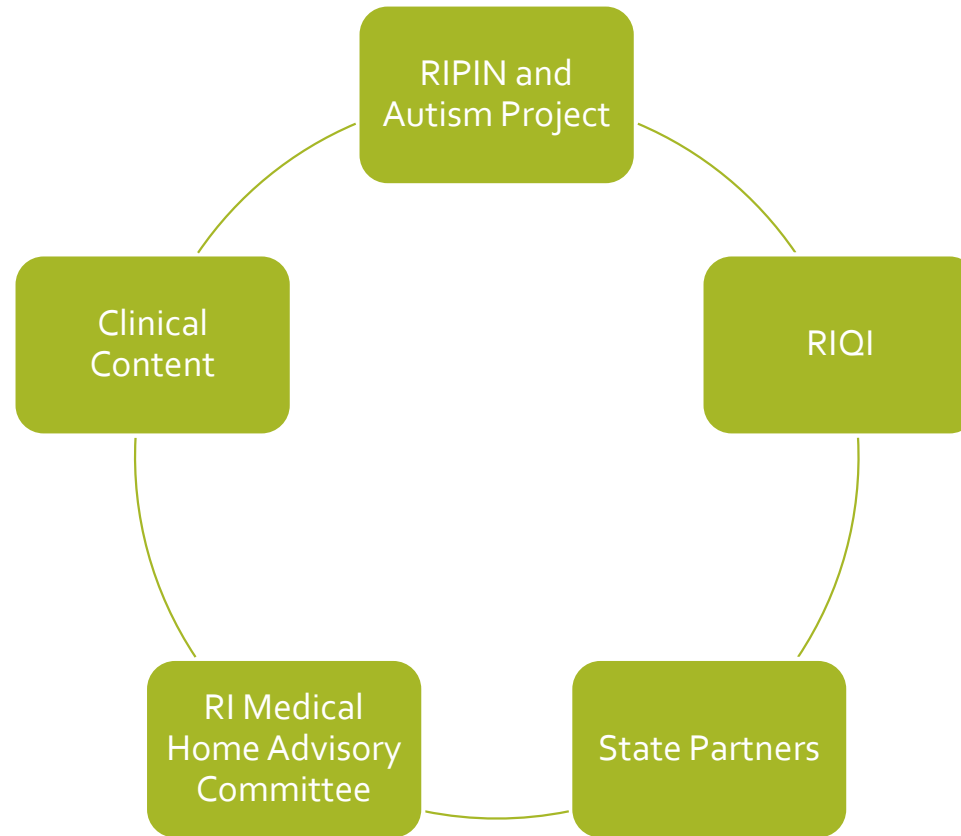 RIPIN and
Autism Project
RIQI
State Partners
RI Medical
Home Advisory
Committee
Clinical
Content